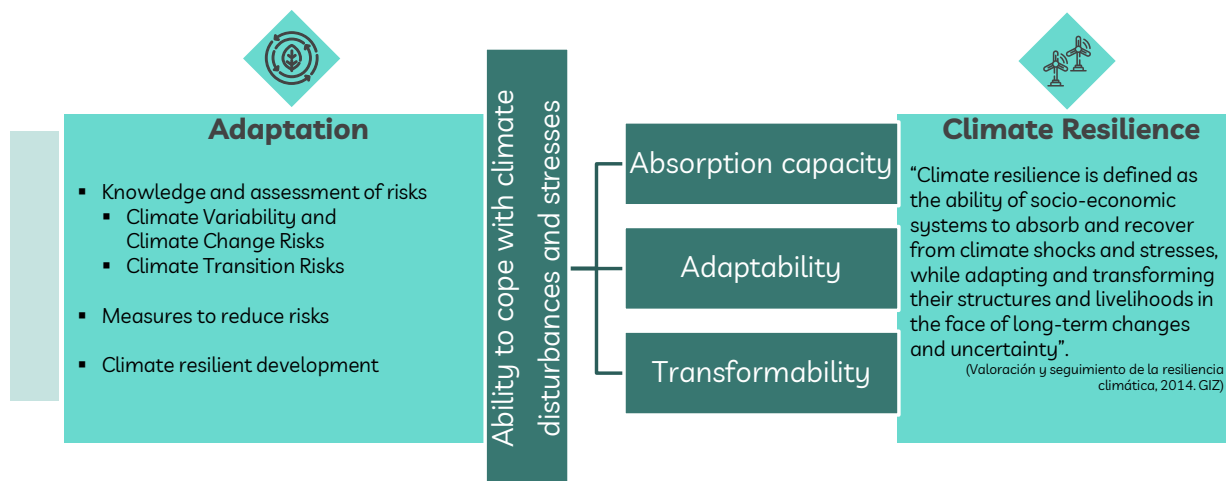 Adaptation
▪ Knowledge and assessment of risks
▪ Climate Variability and
Climate Change Risks
▪ Climate Transition Risks
▪ Measures to reduce risks
▪ Climate resilient development
Ability to cope with climate
disturbances and stresses
Absorption capacity
Adaptability
Transformability
Climate Resilience
“Climate resilience is defined as
the ability of socio-economic
systems to absorb and recover
from climate shocks and stresses,
while adapting and transforming
their structures and livelihoods in
the face of long-term changes
and uncertainty”.
(Valoración y seguimiento de la resiliencia
climática, 2014. GIZ)